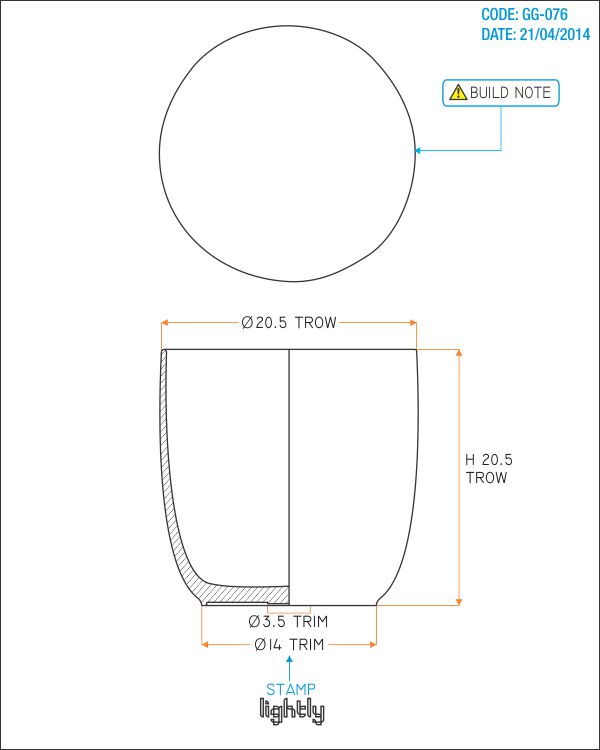 CODE: GG-076
DATE: 21/04/2014
BUILD NOTE
Ø20.5 TROW
H 20.5
TROW
Ø3.5 TRIM
Ø14 TRIM
STAMP
lightly